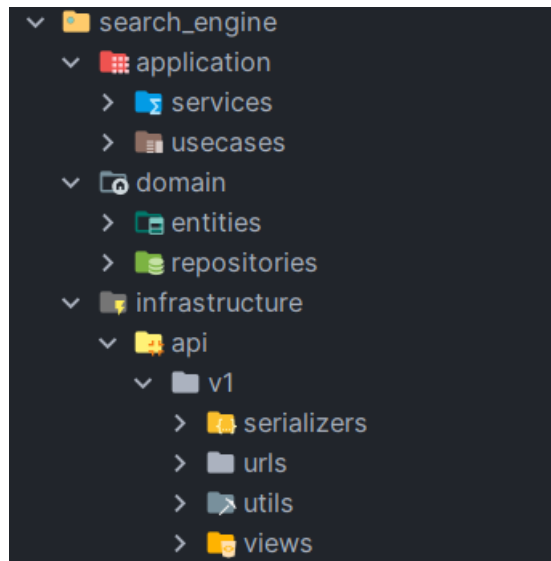 search_engine
application
services
usecases
domain
entities
repositories
infrastructure
api
v1
serializers
urls
utils
views